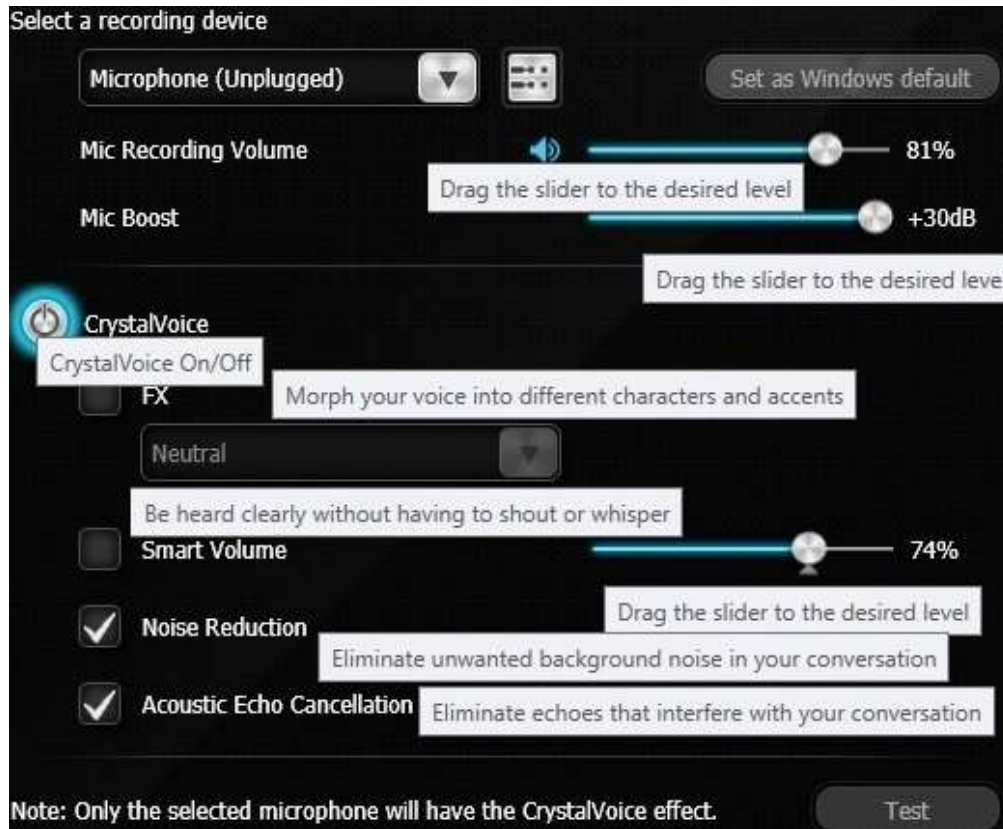 Select a recording device
Microphone (Unplugged)
Set as Windows default
Mic Recording Volume
81%
Drag the slider to the desired level
Mic Boost
+30dB
Drag the slider to the desired leve
CrystalVoice
CrystalVoice On/Off
FX
Morph your voice into different characters and accents
Neutral
Be heard clearly without having to shout or whisper
Smart Volume
74%
Drag the slider to the desired level
Noise Reduction
Eliminate unwanted background noise in your conversation
Acoustic Echo Cancellation
Eliminate echoes that interfere with your conversation
Note: Only the selected microphone will have the CrystalVoice effect.
Test